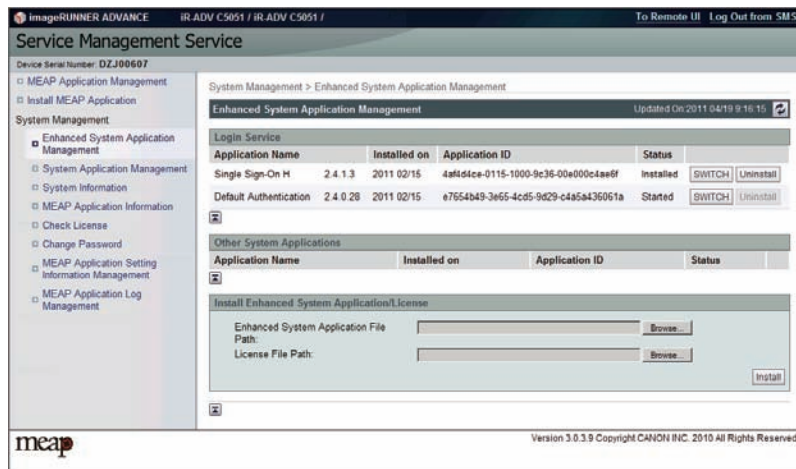 imageRUNNER ADVANCE iR-ADV C5051 / iR-ADV C5051 / To Remote UI Log Out from SMS
Service Management Service
Device Serial Number: DZJ00607
MEAP Application Management
Install MEAP Application
System Management
Enhanced System Application
Management
System Application Management
System Information
MEAP Application Information
Check License
Change Password
MEAP Application Setting
Information Management
MEAP Application Log
Management
System Management > Enhanced System Application Management
Enhanced System Application Management Updated On:2011 04/19 9:16:15
Login Service
Application Name Installed on Application ID Status
Single Sign-On H 2.4.1.3 2011 02/15 4af4d4ce-0115-1000-9c36-00e000c4ae6f Installed SWITCH Uninstall
Default Authentication 2.4.0.28 2011 02/15 e7654b49-3e65-4cd5-9d29-c4a5a436061a Started SWITCH Uninstall
Other System Applications
Application Name Installed on Application ID Status
Install Enhanced System Application/License
Enhanced System Application File
Path: Browse...
License File Path: Browse...
Install
meap Version 3.0.3.9 Copyright CANON INC. 2010 All Rights Reserved